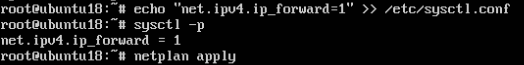 root@ubuntu18:~# echo "net.ipv4.ip_forward=1" >> /etc/sysctl.conf
root@ubuntu18:~# sysctl -p
net.ipv4.ip_forward = 1
root@ubuntu18:~# netplan apply